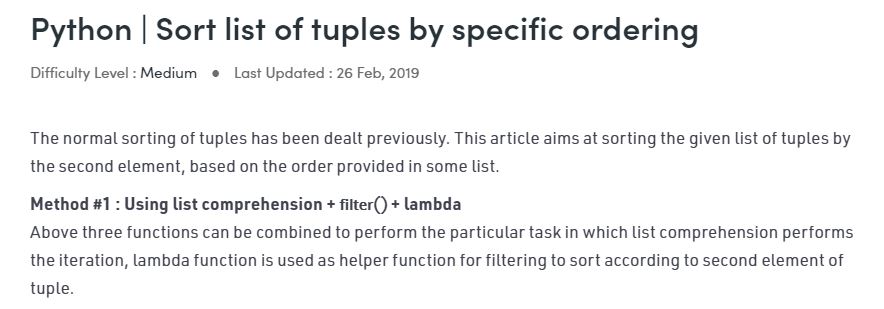 Python | Sort list of tuples by specific ordering
Difficulty Level : Medium ● Last Updated : 26 Feb, 2019
The normal sorting of tuples has been dealt previously. This article aims at sorting the given list of tuples by
the second element, based on the order provided in some list.
Method #1 : Using list comprehension + filter() + lambda
Above three functions can be combined to perform the particular task in which list comprehension performs
the iteration, lambda function is used as helper function for filtering to sort according to second element of
tuple.